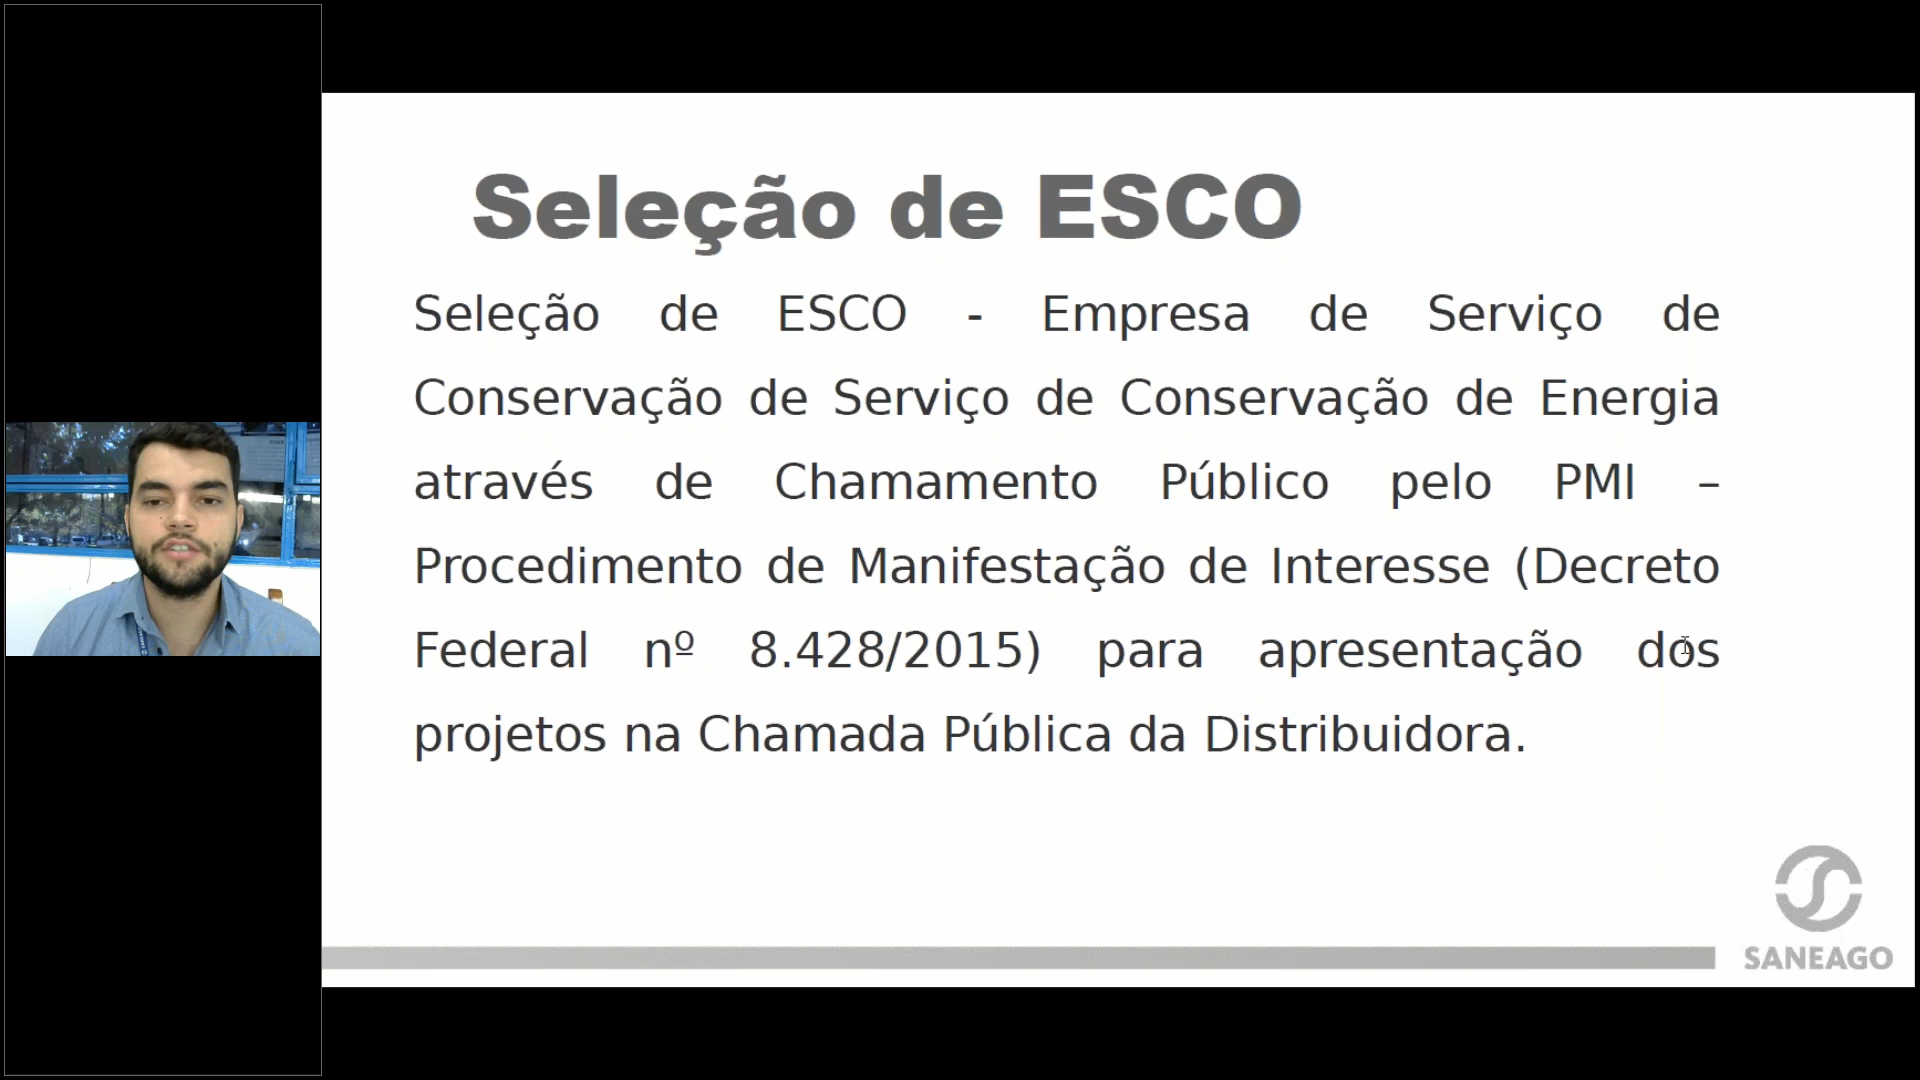 Seleção de ESCO
Seleção de ESCO - Empresa de Serviço de
Conservação de Serviço de Conservação de Energia
através de Chamamento Público pelo PMI –
Procedimento de Manifestação de Interesse (Decreto
Federal nº 8.428/2015) para apresentação dos
projetos na Chamada Pública da Distribuidora.
SANEAGO